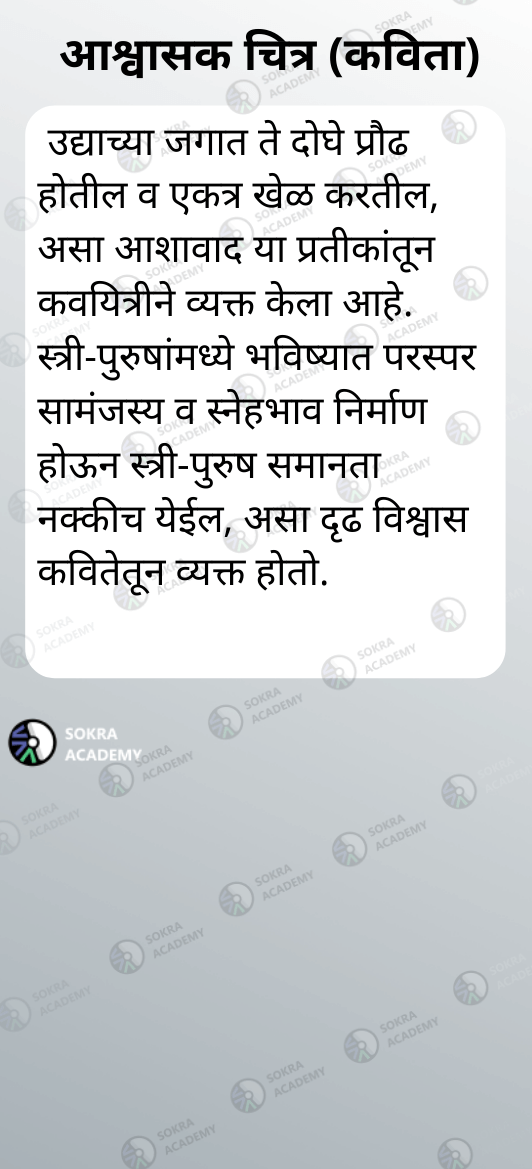 आश्वासक चित्र (कविता)
उद्याच्या जगात ते दोघे प्रौढ
होतील व एकत्र खेळ करतील,
असा आशावाद या प्रतीकांतून
कवयित्रीने व्यक्त केला आहे.
स्त्री-पुरुषांमध्ये भविष्यात परस्पर
सामंजस्य व स्नेहभाव निर्माण
होऊन स्त्री-पुरुष समानता
नक्कीच येईल, असा दृढ विश्वास
कवितेतून व्यक्त होतो.
SOKRA
ACADEMY